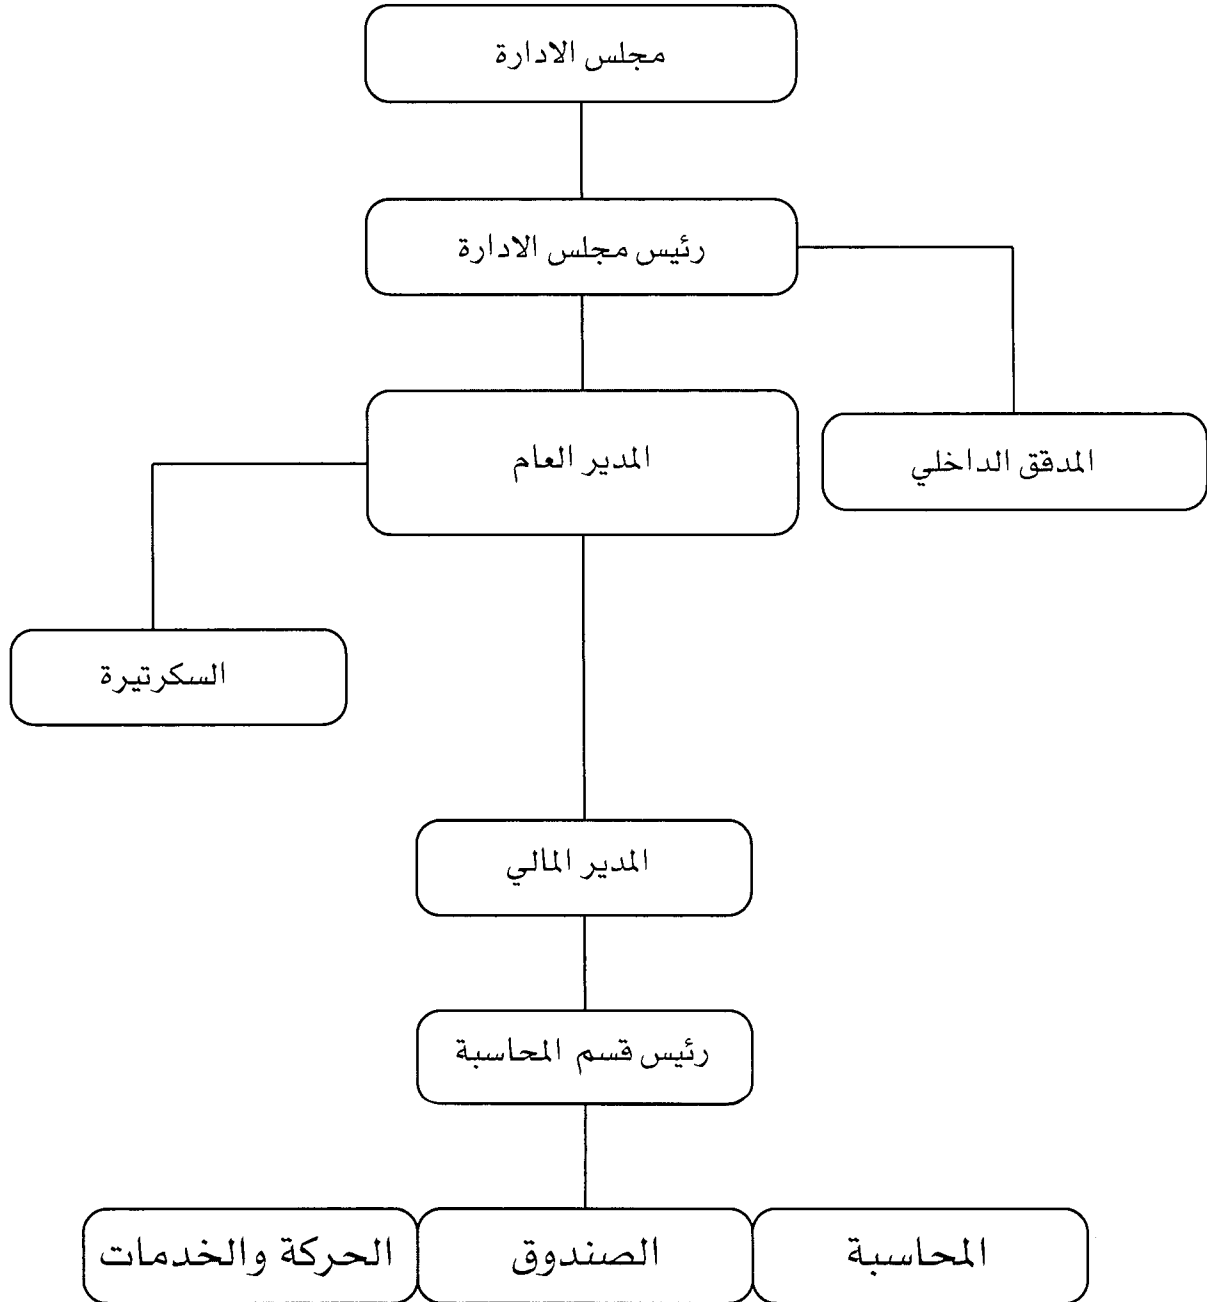 مجلس الادارة
رئيس مجلس الادارة
المدير العام
المدقق الداخلي
السكرتيرة
المدير المالي
رئيس قسم المحاسبة
المحاسبة
الصندوق
الحركة والخدمات